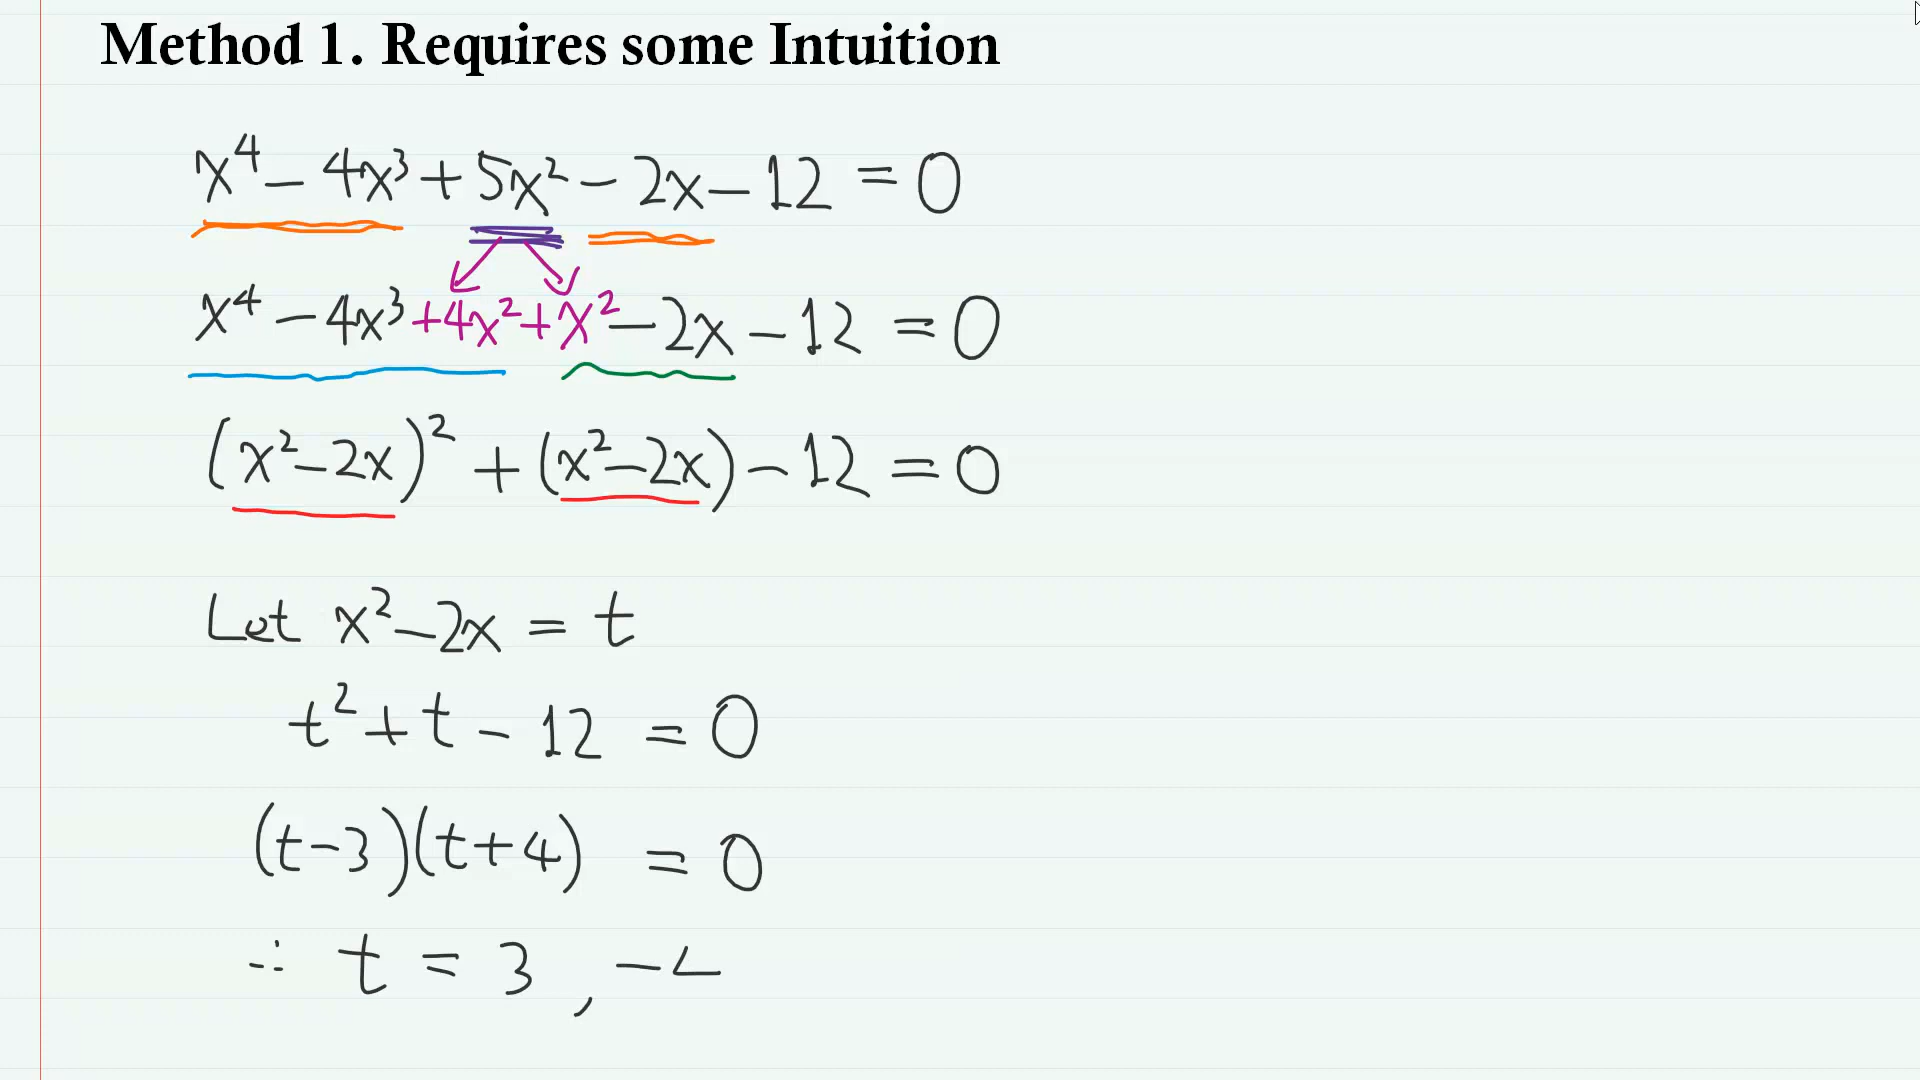 Method 1. Requires some Intuition
x⁴ − 4x³ + 5x² − 2x − 12 = 0
x⁴ − 4x³ + 4x² + x² − 2x − 12 = 0
(x² − 2x)² + (x² − 2x) − 12 = 0
Let x² − 2x = t
t² + t − 12 = 0
(t − 3)(t + 4) = 0
∴ t = 3, −